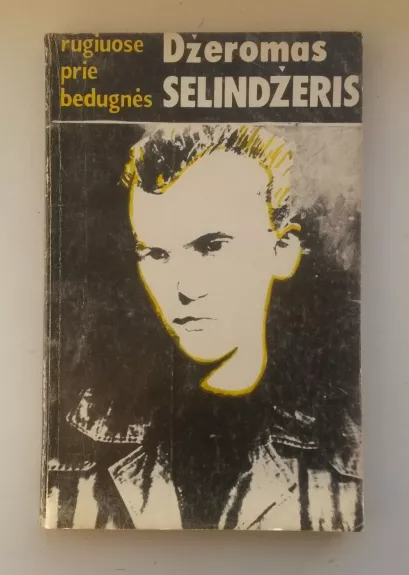 rugiuose
prie
bedugnės
Džeromas
SELINDŽERIS